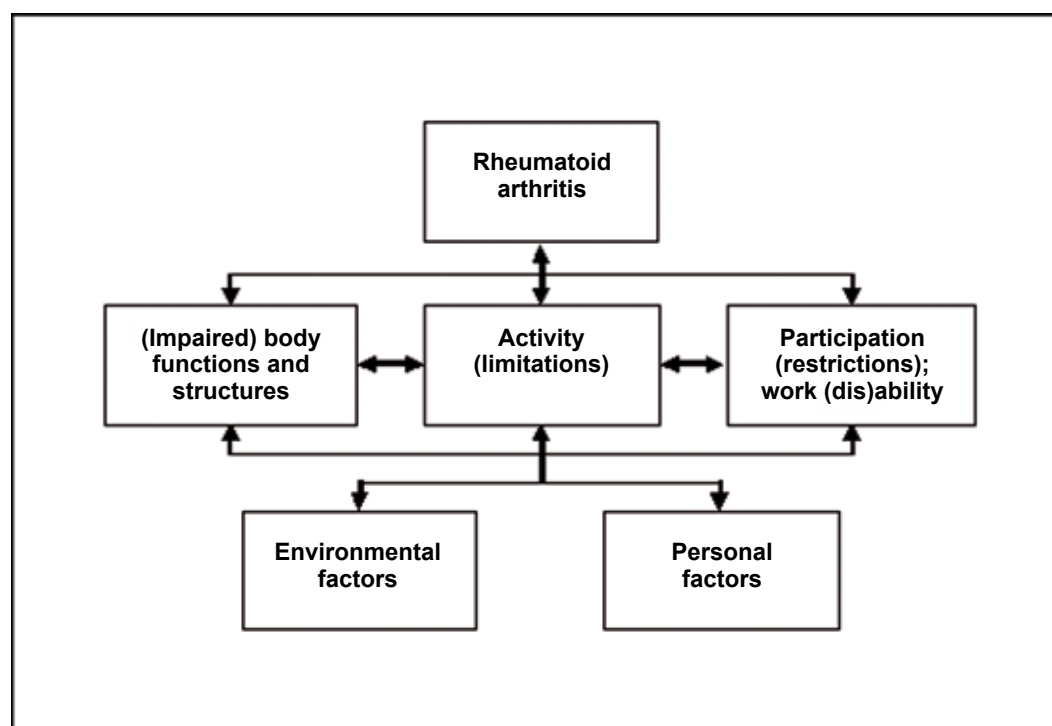 Rheumatoid
arthritis
(Impaired) body
functions and
structures
Activity
(limitations)
Participation
(restrictions);
work (dis)ability
Environmental
factors
Personal
factors